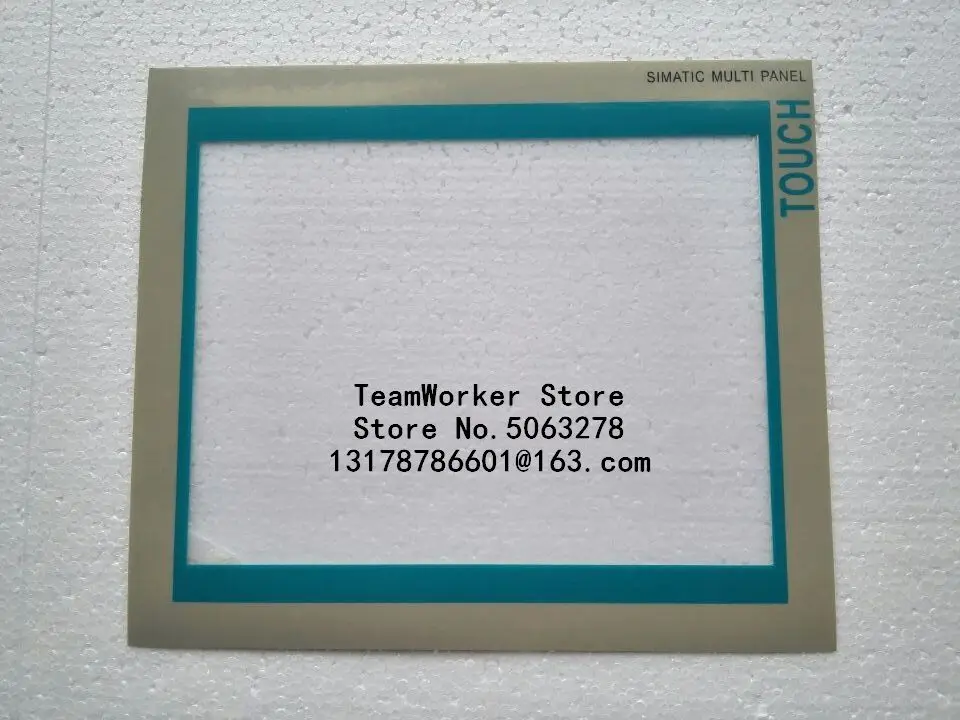 SIMATIC MULTI PANEL
TOUCH
TeamWorker Store
Store No.5063278
13178786601@163.com